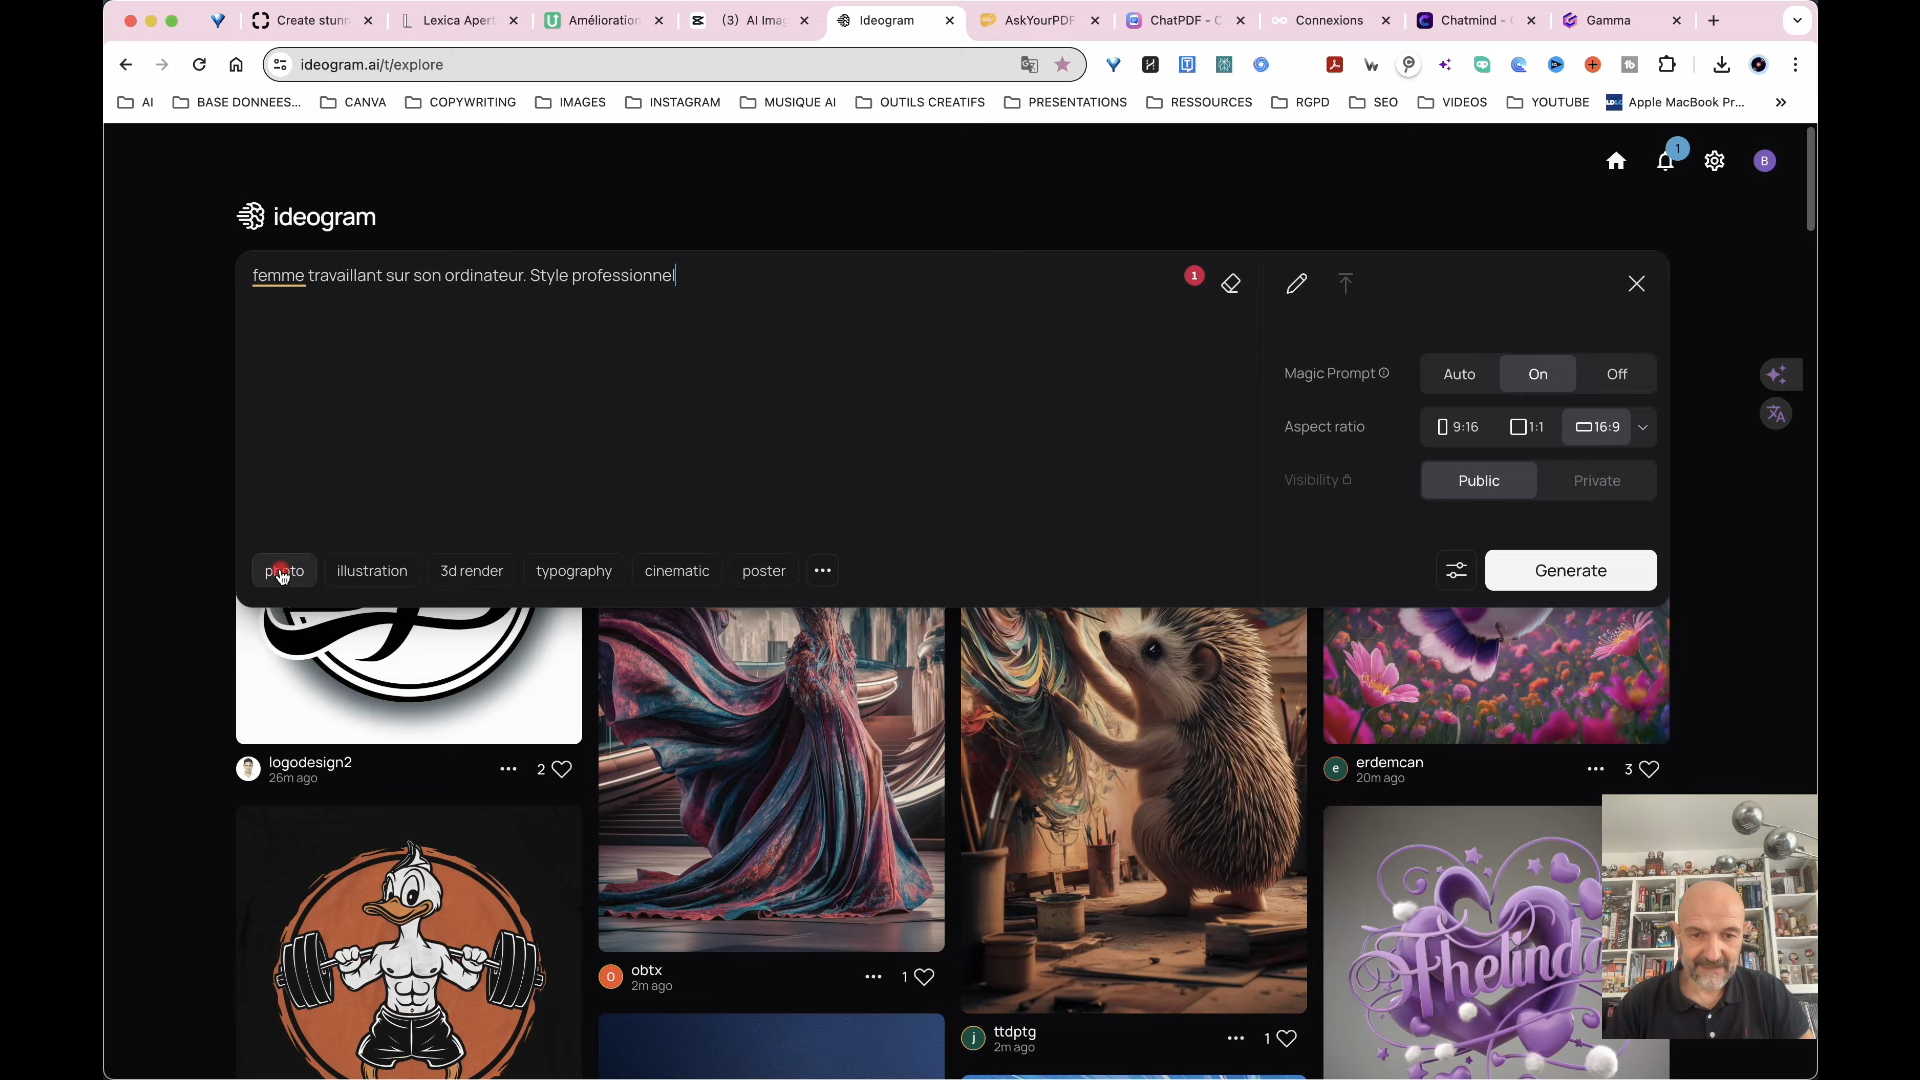 Create stunn
Lexica Apert
Amélioration
(3) AI Imag
Ideogram
AskYourPDF
ChatPDF - C
Connexions
Chatmind -
Gamma
ideogram.ai/t/explore
AI
BASE DONNEES...
CANVA
COPYWRITING
IMAGES
INSTAGRAM
MUSIQUE AI
OUTILS CREATIFS
PRESENTATIONS
RESSOURCES
RGPD
SEO
VIDEOS
YOUTUBE
Apple MacBook Pr...
1
B
ideogram
femme travaillant sur son ordinateur. Style professionnel
1
Magic Prompt
Auto
On
Off
Aspect ratio
9:16
1:1
16:9
Visibility
Public
Private
photo
illustration
3d render
typography
cinematic
poster
Generate
logodesign2
26m ago
2
erdemcan
20m ago
3
obtx
2m ago
1
ttdptg
2m ago
1
Thelinda